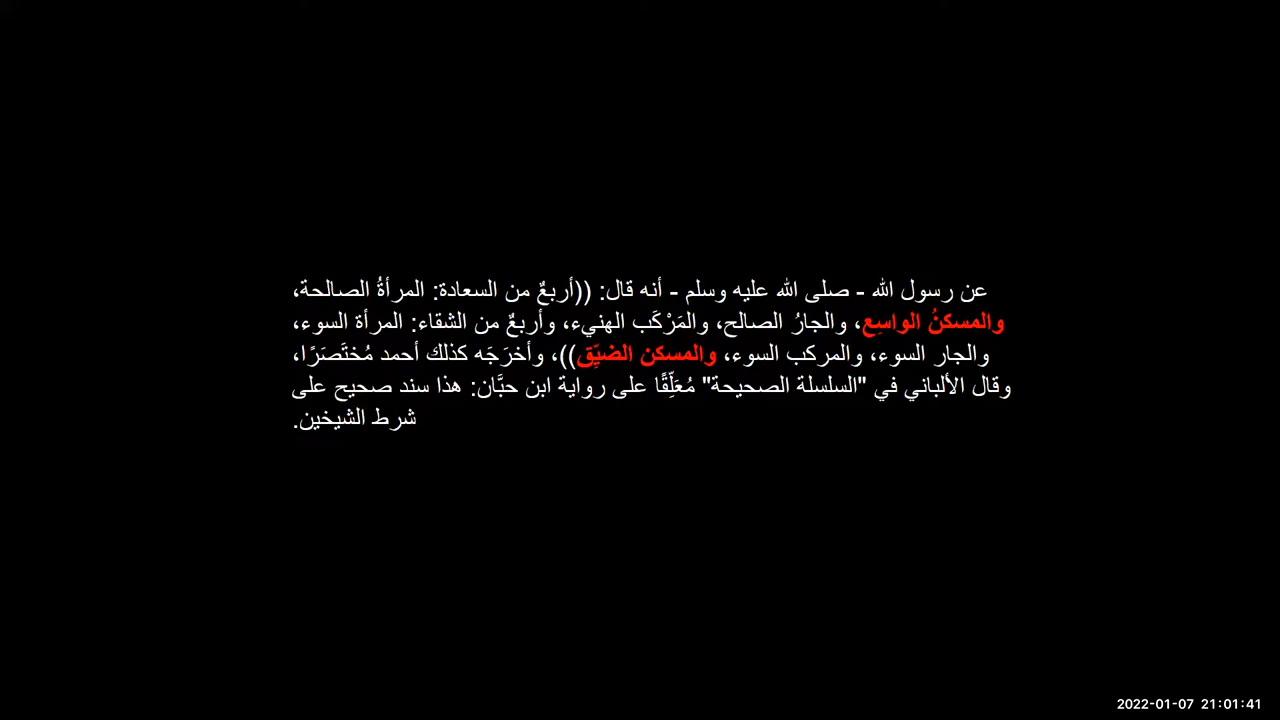 عن رسول الله - صلى الله عليه وسلم - أنه قال: ((أربعٌ من السعادة: المرأةُ الصالحة،
والمسكنُ الواسِع، والجارُ الصالح، والمَرْكَب الهنيء، وأربعٌ من الشقاء: المرأة السوء،
والجار السوء، والمركب السوء، والمسكن الضيِّق))، وأخرَجَه كذلك أحمد مُختَصَرًا،
وقال الألباني في "السلسلة الصحيحة" مُعَلِّقًا على رواية ابن حبَّان: هذا سند صحيح على
شرط الشيخين.
2022-01-07 21:01:41